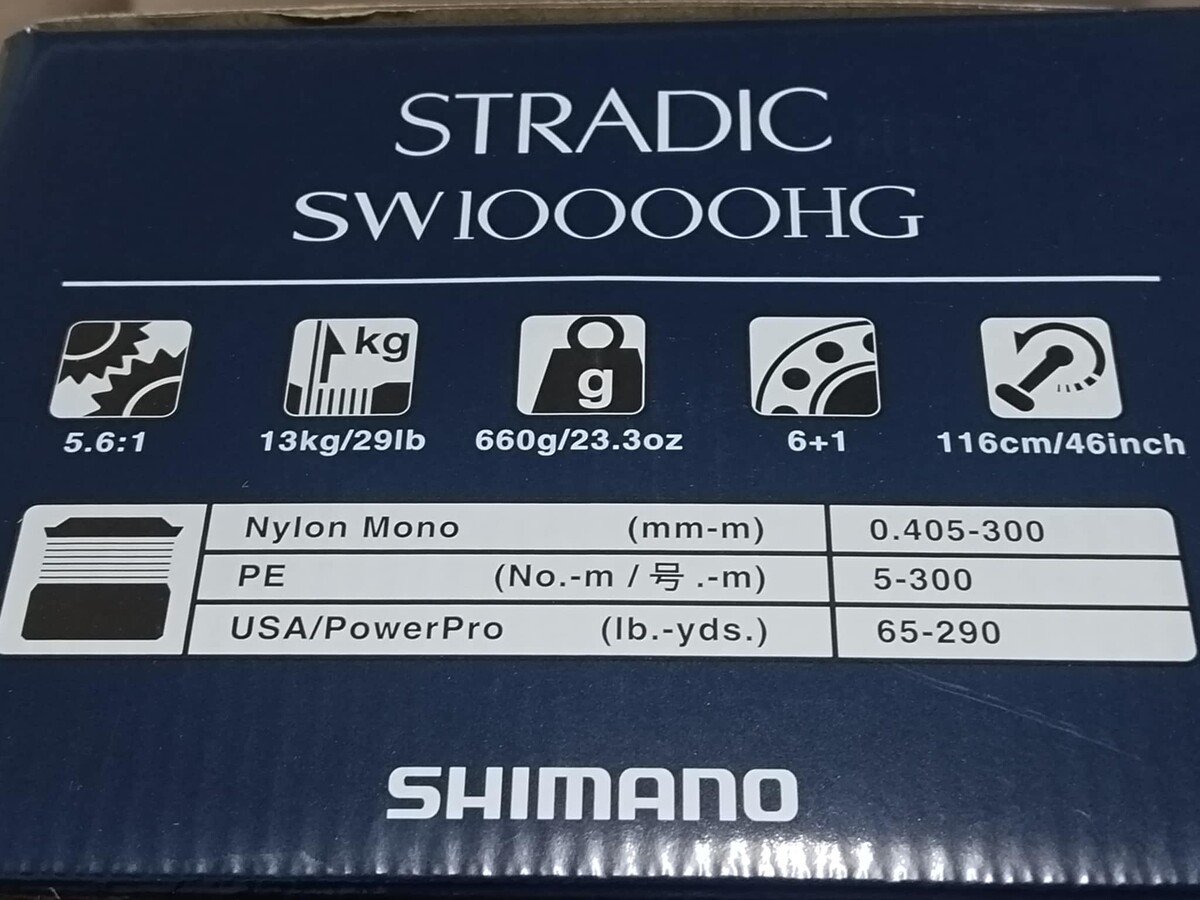 STRADIC
SW10000HG
kg
g
5.6:1 13kg/29lb 660g/23.3oz 6+1 116cm/46inch
Nylon Mono (mm-m) 0.405-300
PE (No.-m / 号.-m) 5-300
USA/PowerPro (lb.-yds.) 65-290
SHIMANO